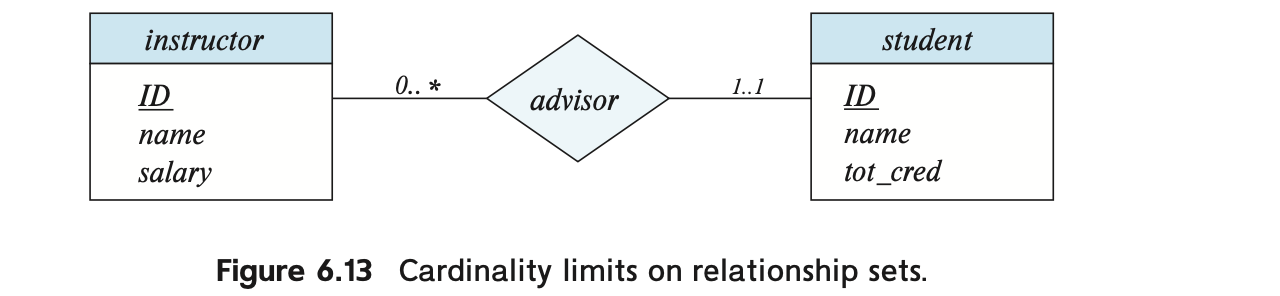 instructor
ID
name
salary
0..*
advisor
1..1
student
ID
name
tot_cred
Figure 6.13 Cardinality limits on relationship sets.